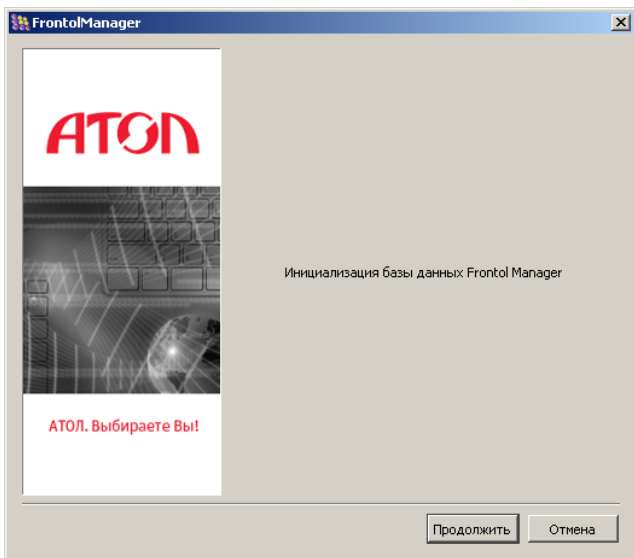 FrontolManager
АТОЛ
Инициализация базы данных Frontol Manager
АТОЛ. Выбираете Вы!
Продолжить
Отмена